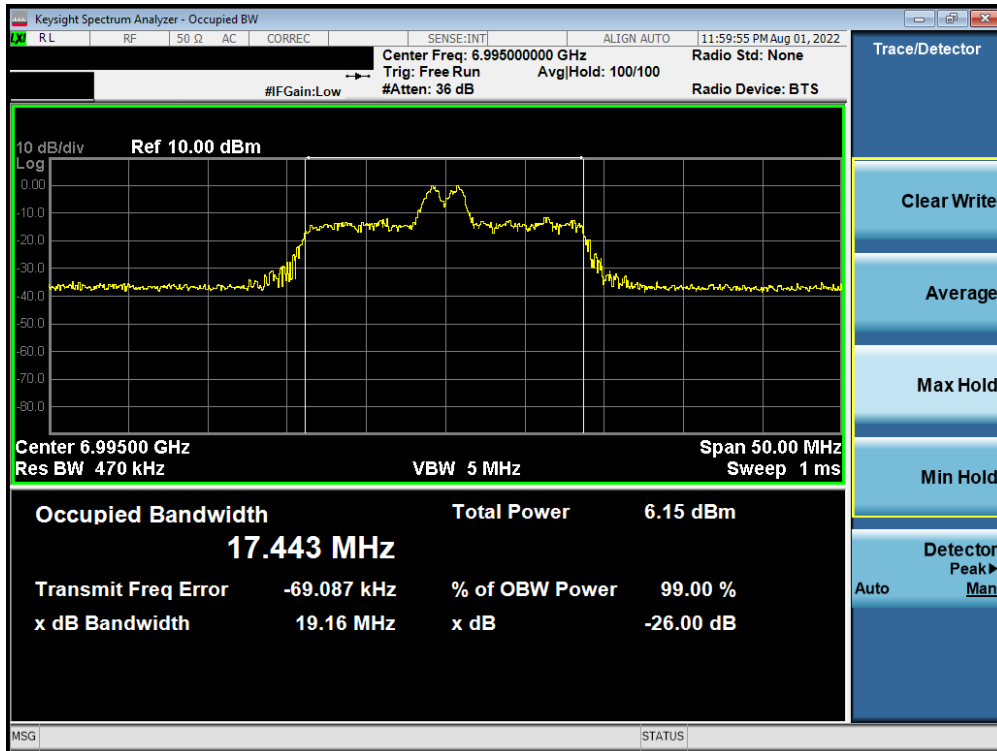 Keysight Spectrum Analyzer - Occupied BW
LXI RL RF 50 Ω AC CORREC SENSE:INT ALIGN AUTO 11:59:55 PM Aug 01, 2022
Center Freq: 6.995000000 GHz Radio Std: None
Trig: Free Run Avg|Hold: 100/100
#IFGain:Low #Atten: 36 dB Radio Device: BTS
10 dB/div Ref 10.00 dBm
Log
0.00
-10.0
-20.0
-30.0
-40.0
-50.0
-60.0
-70.0
-80.0
Center 6.99500 GHz Span 50.00 MHz
Res BW 470 kHz VBW 5 MHz Sweep 1 ms
Occupied Bandwidth Total Power 6.15 dBm
17.443 MHz
Transmit Freq Error -69.087 kHz % of OBW Power 99.00 %
x dB Bandwidth 19.16 MHz x dB -26.00 dB
MSG STATUS
Trace/Detector
Clear Write
Average
Max Hold
Min Hold
Detector
Peak▶
Auto Man